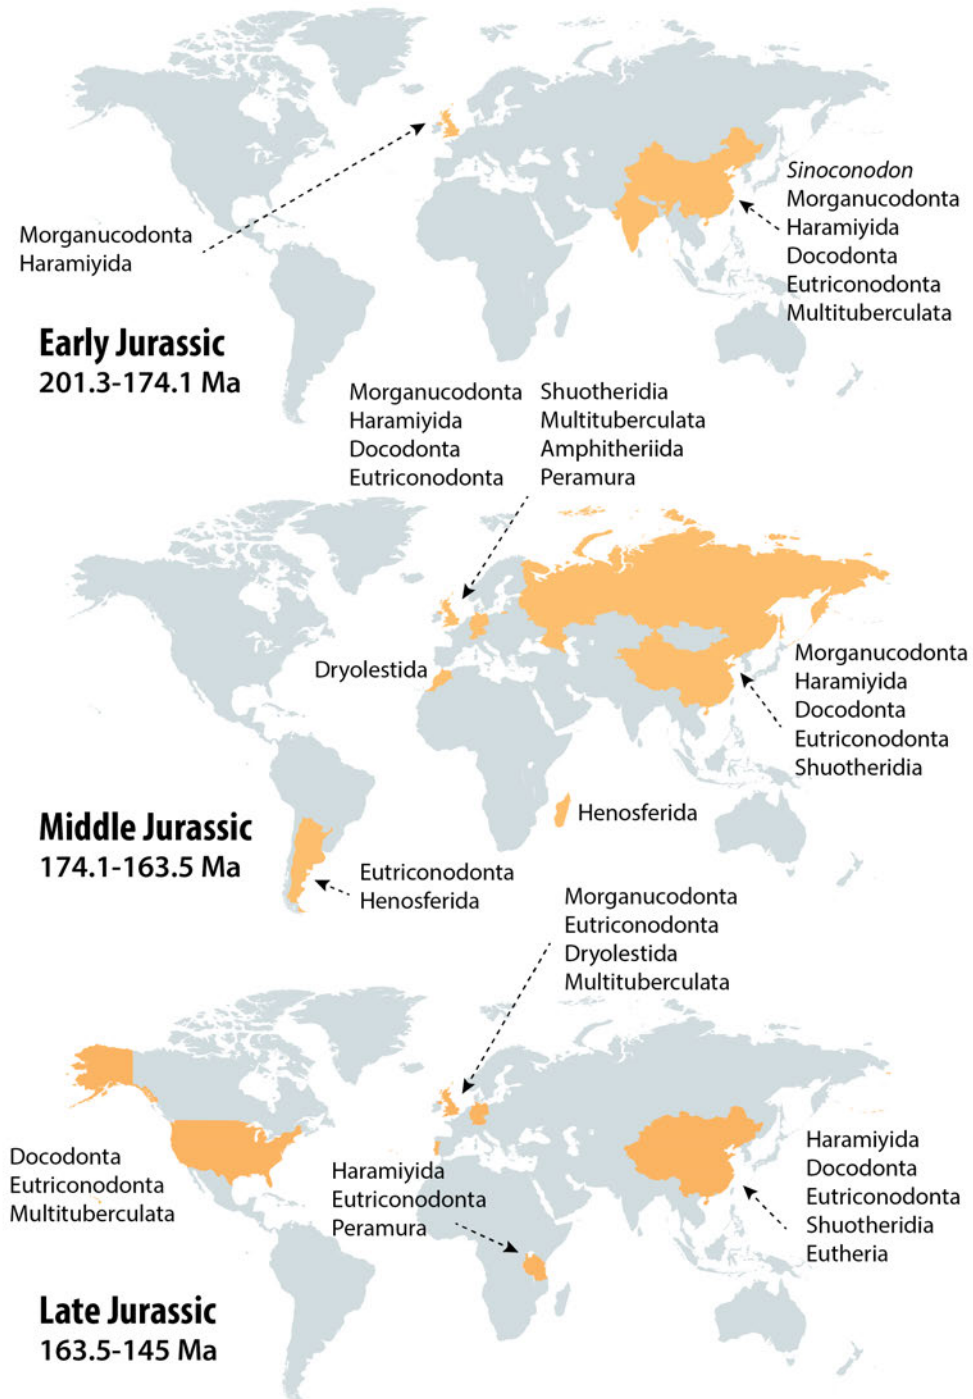 Sinoconodon
Morganucodonta
Haramiyida
Docodonta
Eutriconodonta
Multituberculata
Morganucodonta
Haramiyida
Early Jurassic
201.3-174.1 Ma
Morganucodonta
Haramiyida
Docodonta
Eutriconodonta
Shuotheridia
Multituberculata
Amphitheriida
Peramura
Dryolestida
Morganucodonta
Haramiyida
Docodonta
Eutriconodonta
Shuotheridia
Henosferida
Middle Jurassic
174.1-163.5 Ma
Eutriconodonta
Henosferida
Morganucodonta
Eutriconodonta
Dryolestida
Multituberculata
Docodonta
Eutriconodonta
Multituberculata
Haramiyida
Eutriconodonta
Peramura
Haramiyida
Docodonta
Eutriconodonta
Shuotheridia
Eutheria
Late Jurassic
163.5-145 Ma